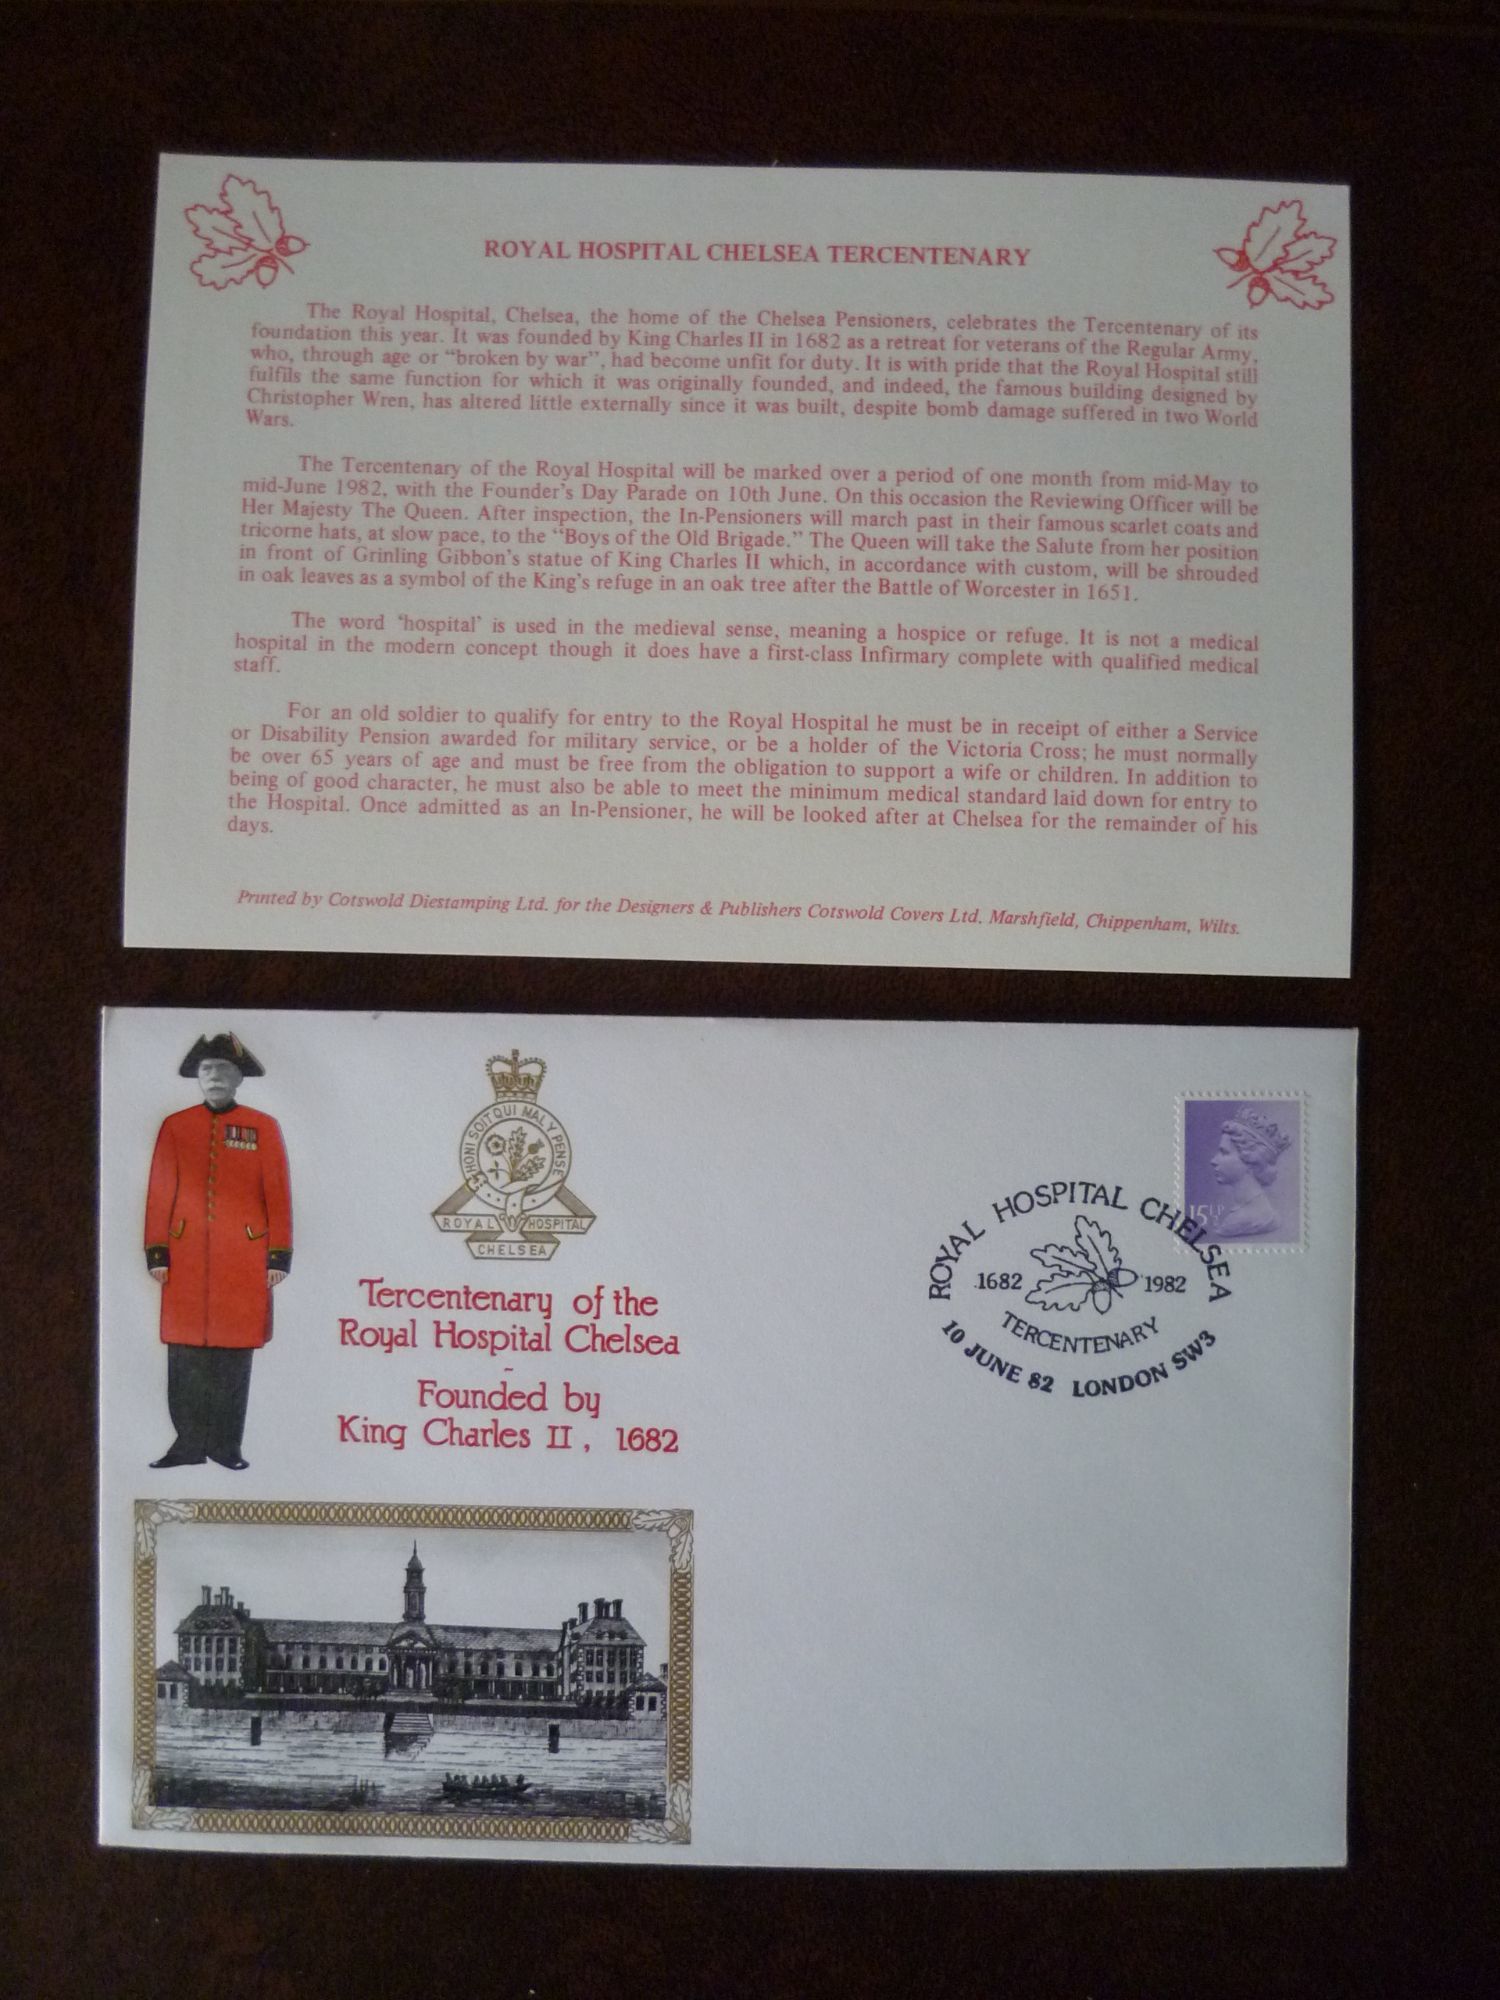 ROYAL HOSPITAL CHELSEA TERCENTENARY
The Royal Hospital, Chelsea, the home of the Chelsea Pensioners, celebrates the Tercentenary of its
foundation this year. It was founded by King Charles II in 1682 as a retreat for veterans of the Regular Army,
who, through age or “broken by war”, had become unfit for duty. It is with pride that the Royal Hospital still
fulfils the same function for which it was originally founded, and indeed, the famous building designed by
Christopher Wren, has altered little externally since it was built, despite bomb damage suffered in two World
Wars.
The Tercentenary of the Royal Hospital will be marked over a period of one month from mid-May to
mid-June 1982, with the Founder's Day Parade on 10th June. On this occasion the Reviewing Officer will be
Her Majesty The Queen. After inspection, the In-Pensioners will march past in their famous scarlet coats and
tricorne hats, at slow pace, to the “Boys of the Old Brigade.” The Queen will take the Salute from her position
in front of Grinling Gibbon's statue of King Charles II which, in accordance with custom, will be shrouded
in oak leaves as a symbol of the King's refuge in an oak tree after the Battle of Worcester in 1651.
The word ‘hospital’ is used in the medieval sense, meaning a hospice or refuge. It is not a medical
hospital in the modern concept though it does have a first-class Infirmary complete with qualified medical
staff.
For an old soldier to qualify for entry to the Royal Hospital he must be in receipt of either a Service
or Disability Pension awarded for military service, or be a holder of the Victoria Cross; he must normally
be over 65 years of age and must be free from the obligation to support a wife or children. In addition to
being of good character, he must also be able to meet the minimum medical standard laid down for entry to
the Hospital. Once admitted as an In-Pensioner, he will be looked after at Chelsea for the remainder of his
days.
Printed by Cotswold Diestamping Ltd. for the Designers & Publishers Cotswold Covers Ltd. Marshfield, Chippenham, Wilts.
HONI SOIT QUI MAL Y PENSE
ROYAL HOSPITAL
CHELSEA
Tercentenary of the
Royal Hospital Chelsea
-
Founded by
King Charles II, 1682
15½P
ROYAL HOSPITAL CHELSEA
1682 1982
TERCENTENARY
10 JUNE 82 LONDON SW3